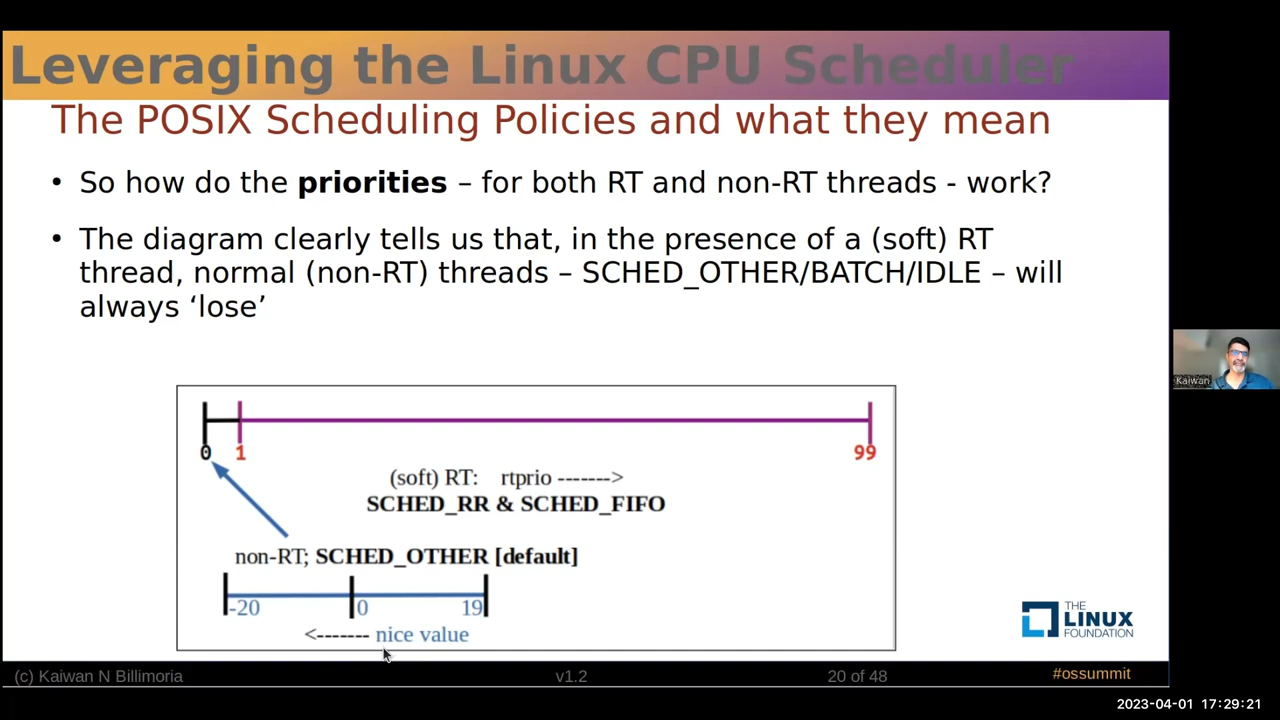 Leveraging the Linux CPU Scheduler
The POSIX Scheduling Policies and what they mean
• So how do the priorities – for both RT and non-RT threads - work?
• The diagram clearly tells us that, in the presence of a (soft) RT
thread, normal (non-RT) threads – SCHED_OTHER/BATCH/IDLE – will
always ‘lose’
0 1 99
(soft) RT: rtprio ------->
SCHED_RR & SCHED_FIFO
non-RT; SCHED_OTHER [default]
-20 0 19
<------- nice value
THE
LINUX
FOUNDATION
Kaiwan
(c) Kaiwan N Billimoria v1.2 20 of 48 #ossummit
2023-04-01 17:29:21